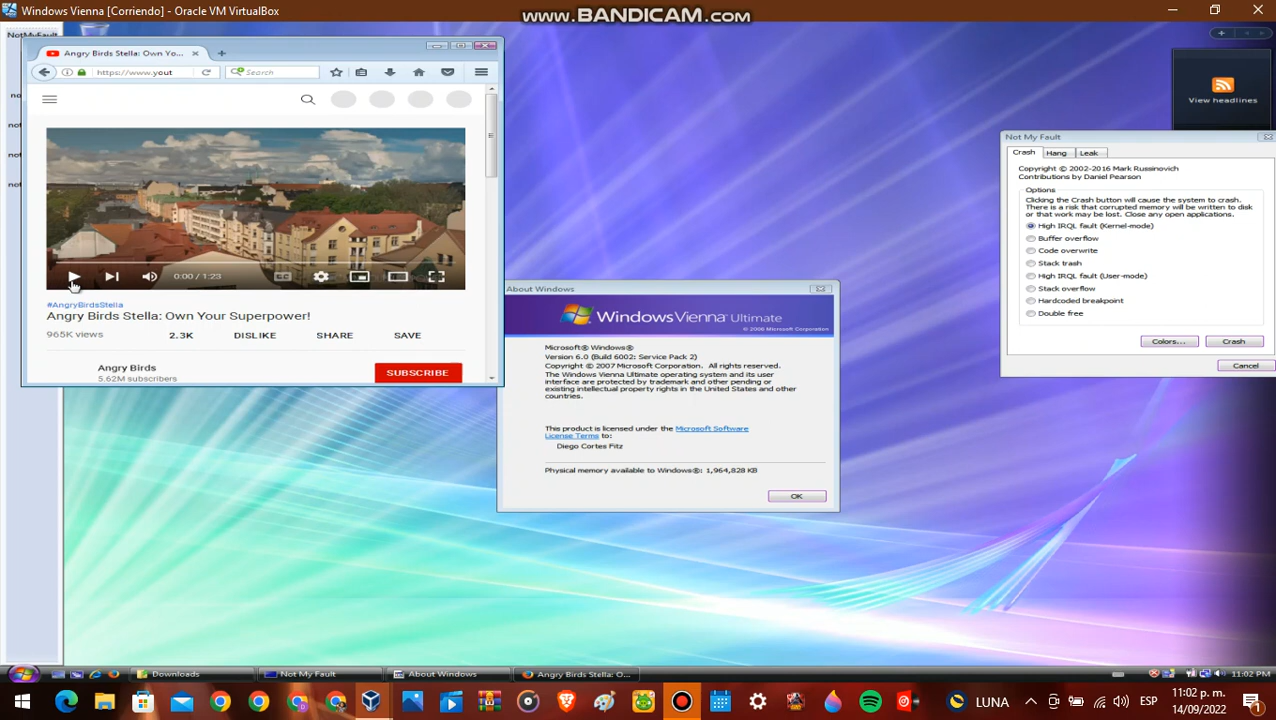 Windows Vienna [Corriendo] - Oracle VM VirtualBox
www.BANDICAM.com
NotMyFault
Angry Birds Stella: Own Yo...
https://www.yout
Search
View headlines
no
not
not
not
0:00 / 1:23
CC
#AngryBirdsStella
Angry Birds Stella: Own Your Superpower!
965K views
2.3K
DISLIKE
SHARE
SAVE
Angry Birds
5.62M subscribers
SUBSCRIBE
Not My Fault
Crash
Hang
Leak
Copyright © 2002-2016 Mark Russinovich
Contributions by Daniel Pearson
Options
Clicking the Crash button will cause the system to crash.
There is a risk that corrupted memory will be written to disk
or that work may be lost. Close any open applications.
High IRQL fault (Kernel-mode)
Buffer overflow
Code overwrite
Stack trash
High IRQL fault (User-mode)
Stack overflow
Hardcoded breakpoint
Double free
Colors...
Crash
Cancel
About Windows
Windows Vienna Ultimate
© 2006 Microsoft Corporation
Microsoft® Windows®
Version 6.0 (Build 6002: Service Pack 2)
Copyright © 2007 Microsoft Corporation. All rights reserved.
The Windows Vienna Ultimate operating system and its user
interface are protected by trademark and other pending or
existing intellectual property rights in the United States and other
countries.
This product is licensed under the Microsoft Software
License Terms to:
Diego Cortes Fitz
Physical memory available to Windows®: 1,964,828 KB
OK
Downloads
Not My Fault
About Windows
Angry Birds Stella: O...
11:02 PM
LUNA
ESP
11:02 p. m.
14/09/2022
1